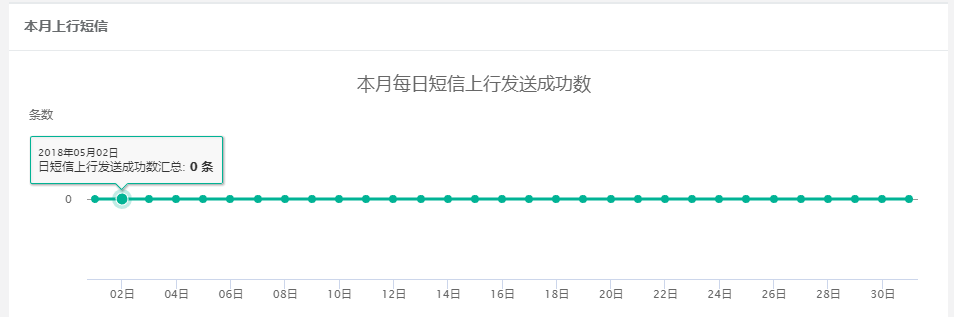 本月上行短信
本月每日短信上行发送成功数
条数
2018年05月02日
日短信上行发送成功数汇总: 0 条
0
02日 04日 06日 08日 10日 12日 14日 16日 18日 20日 22日 24日 26日 28日 30日